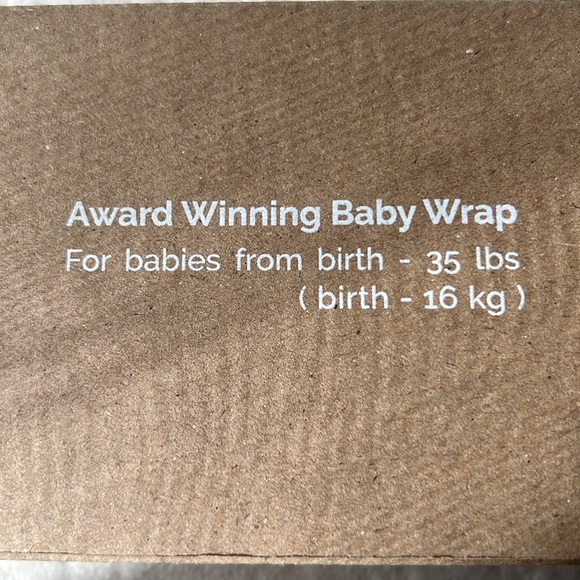 Award Winning Baby Wrap
For babies from birth - 35 lbs
( birth - 16 kg )